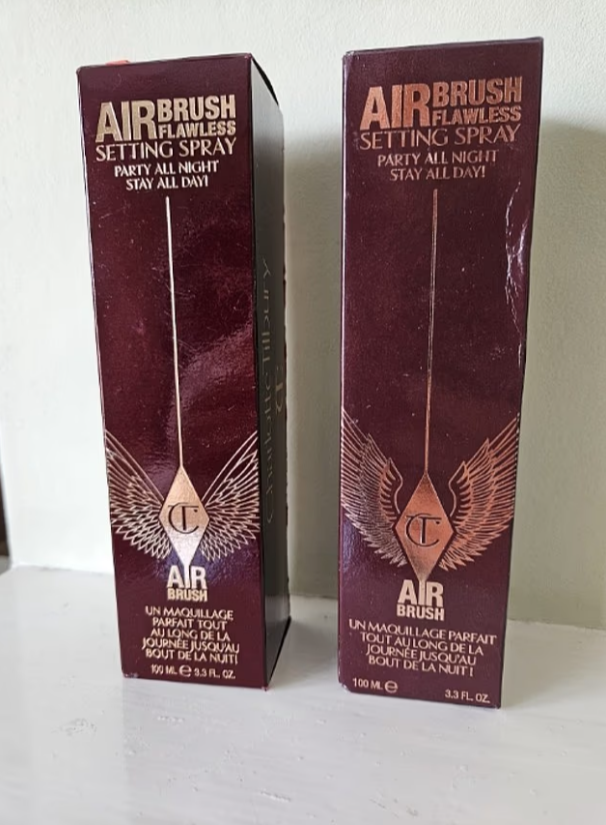 AIRBRUSH
FLAWLESS
SETTING SPRAY
PARTY ALL NIGHT
STAY ALL DAY!
CT
AIR
BRUSH
UN MAQUILLAGE
PARFAIT TOUT
AU LONG DE LA
JOURNÉE JUSQU'AU
BOUT DE LA NUIT!
100 ML e 3.3 FL. OZ.
Charlotte Tilbury
CT
AIRBRUSH
FLAWLESS
SETTING SPRAY
PARTY ALL NIGHT
STAY ALL DAY!
CT
AIR
BRUSH
UN MAQUILLAGE PARFAIT
TOUT AU LONG DE LA
JOURNÉE JUSQU'AU
BOUT DE LA NUIT !
100 ML e 3.3 FL. OZ.